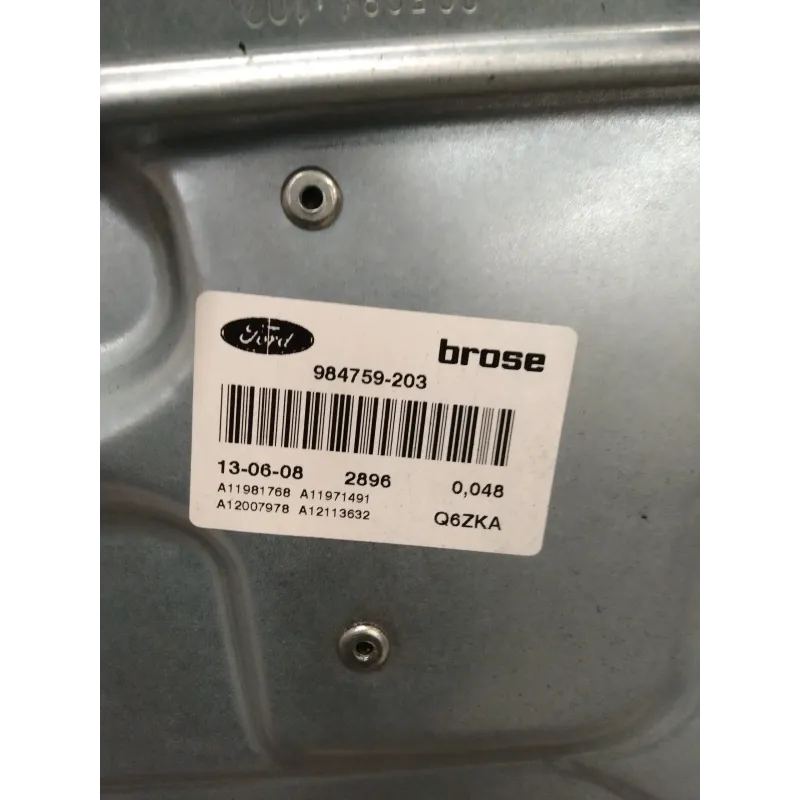 Ford
brose
984759-203
13-06-08 2896 0,048
A11981768 A11971491
A12007978 A12113632
Q6ZKA